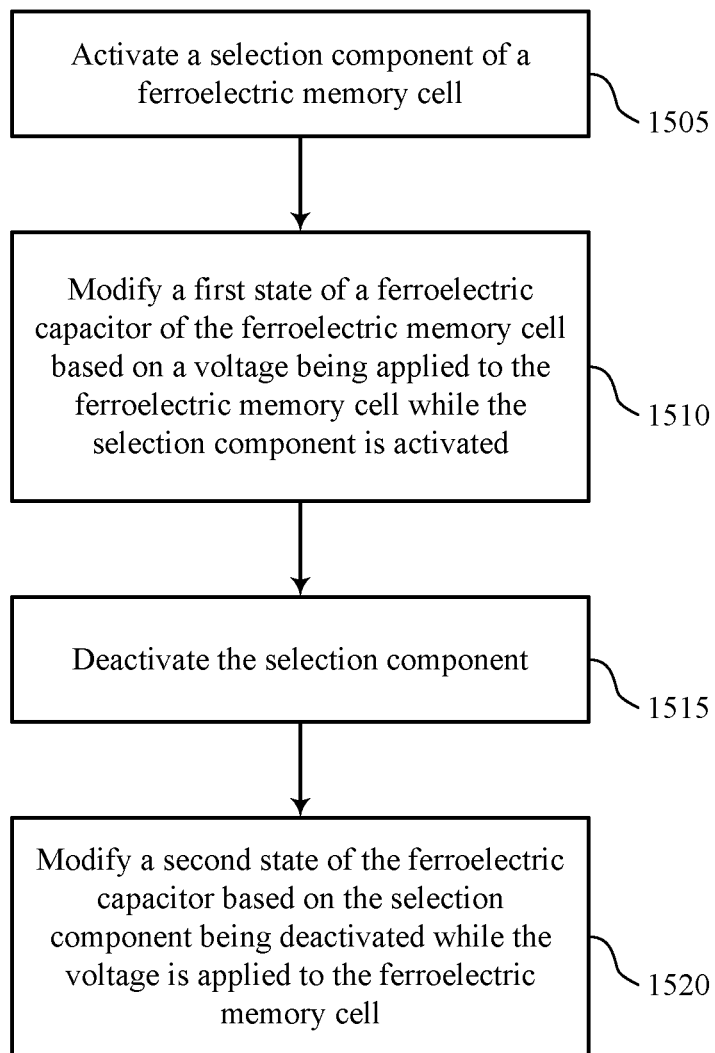 Activate a selection component of a
ferroelectric memory cell
1505
Modify a first state of a ferroelectric
capacitor of the ferroelectric memory cell
based on a voltage being applied to the
ferroelectric memory cell while the
selection component is activated
1510
Deactivate the selection component
1515
Modify a second state of the ferroelectric
capacitor based on the selection
component being deactivated while the
voltage is applied to the ferroelectric
memory cell
1520